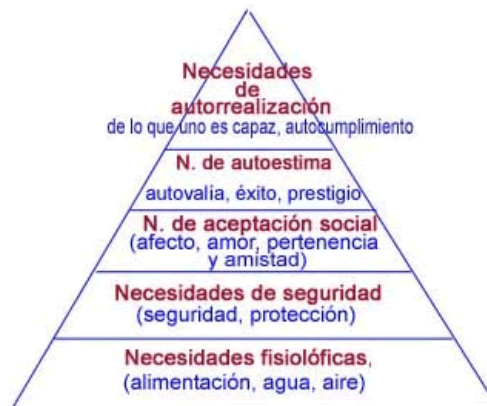 Necesidades
de
autorrealización
de lo que uno es capaz, autocumplimiento
N. de autoestima
autovalía, éxito, prestigio
N. de aceptación social
(afecto, amor, pertenencia
y amistad)
Necesidades de seguridad
(seguridad, protección)
Necesidades fisiolóficas,
(alimentación, agua, aire)